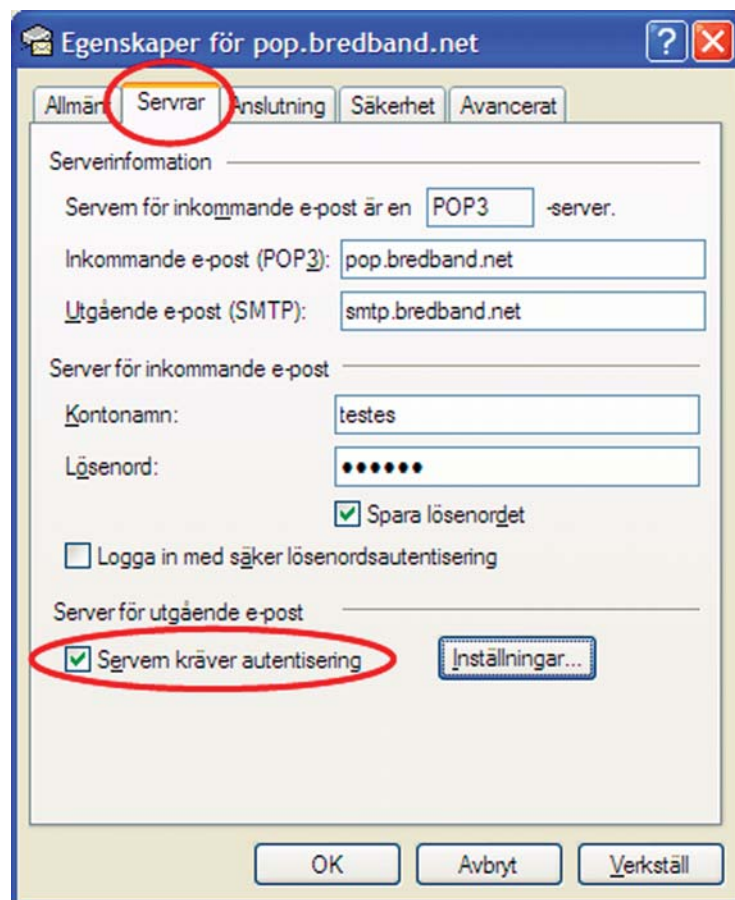 Egenskaper för pop.bredband.net
Allmänt Servrar Anslutning Säkerhet Avancerat
Serverinformation
Servern för inkommande e-post är en POP3 -server.
Inkommande e-post (POP3): pop.bredband.net
Utgående e-post (SMTP): smtp.bredband.net
Server för inkommande e-post
Kontonamn: testes
Lösenord: ••••••
Spara lösenordet
Logga in med säker lösenordsautentisering
Server för utgående e-post
Servern kräver autentisering Inställningar...
OK Avbryt Verkställ